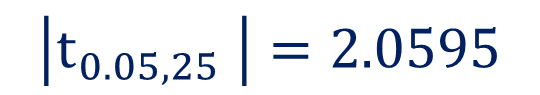 |t₀.₀₅,₂₅ | = 2.0595